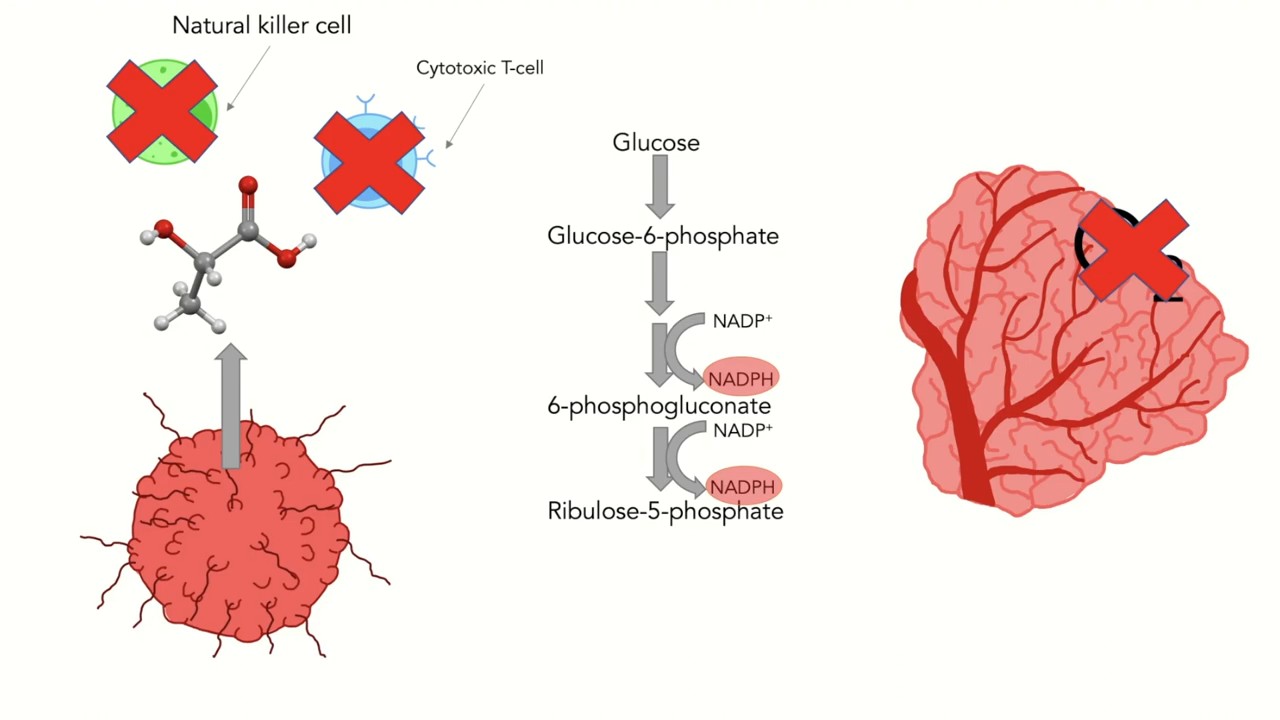 Natural killer cell
Cytotoxic T-cell
Glucose
Glucose-6-phosphate
NADP⁺
NADPH
6-phosphogluconate
NADP⁺
NADPH
Ribulose-5-phosphate